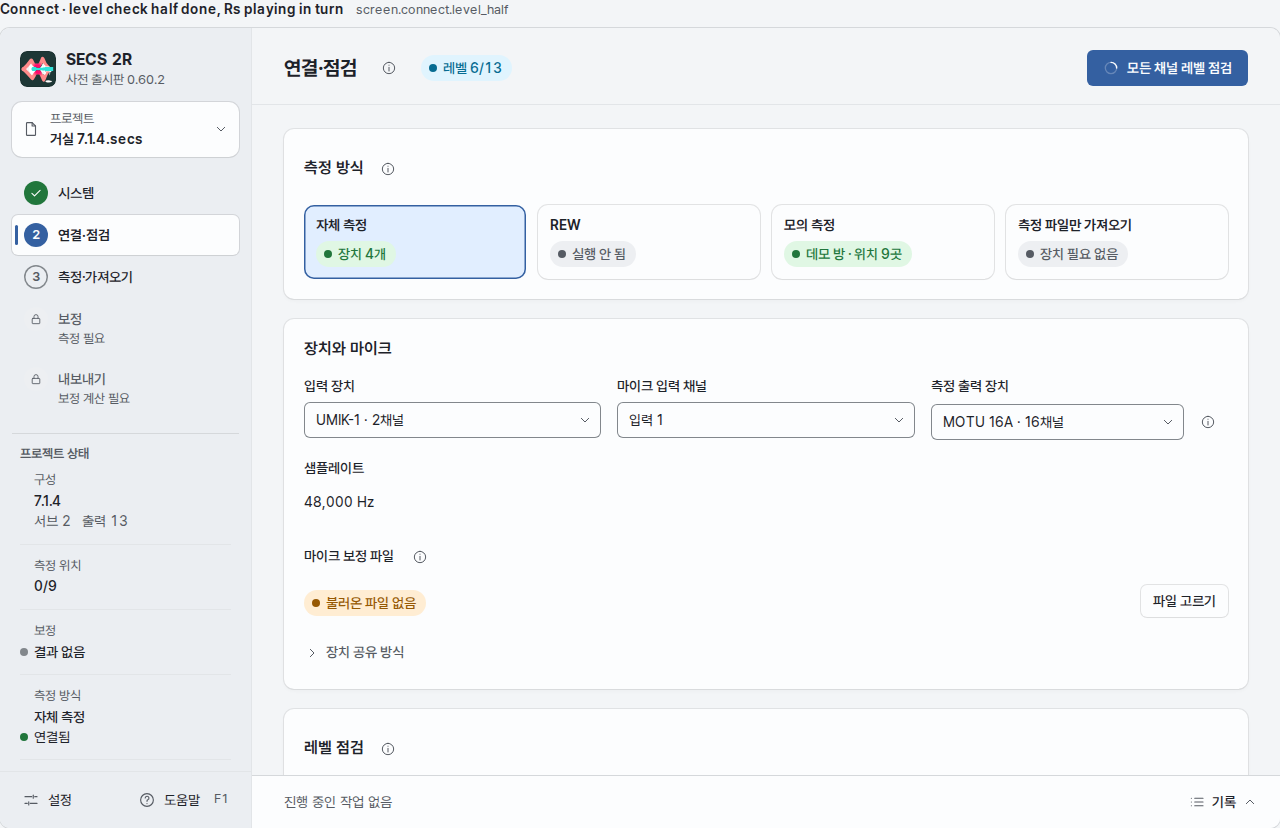 Connect · level check half done, Rs playing in turn screen.connect.level_half
SECS 2R
사전 출시판 0.60.2
프로젝트
거실 7.1.4.secs
시스템
2 연결·점검
3 측정·가져오기
보정
측정 필요
내보내기
보정 계산 필요
프로젝트 상태
구성
7.1.4
서브 2 출력 13
측정 위치
0/9
보정
결과 없음
측정 방식
자체 측정
연결됨
설정
도움말 F1
연결·점검
레벨 6/13
모든 채널 레벨 점검
측정 방식
자체 측정
장치 4개
REW
실행 안 됨
모의 측정
데모 방 · 위치 9곳
측정 파일만 가져오기
장치 필요 없음
장치와 마이크
입력 장치
UMIK-1 · 2채널
마이크 입력 채널
입력 1
측정 출력 장치
MOTU 16A · 16채널
샘플레이트
48,000 Hz
마이크 보정 파일
불러온 파일 없음
파일 고르기
장치 공유 방식
레벨 점검
진행 중인 작업 없음
기록